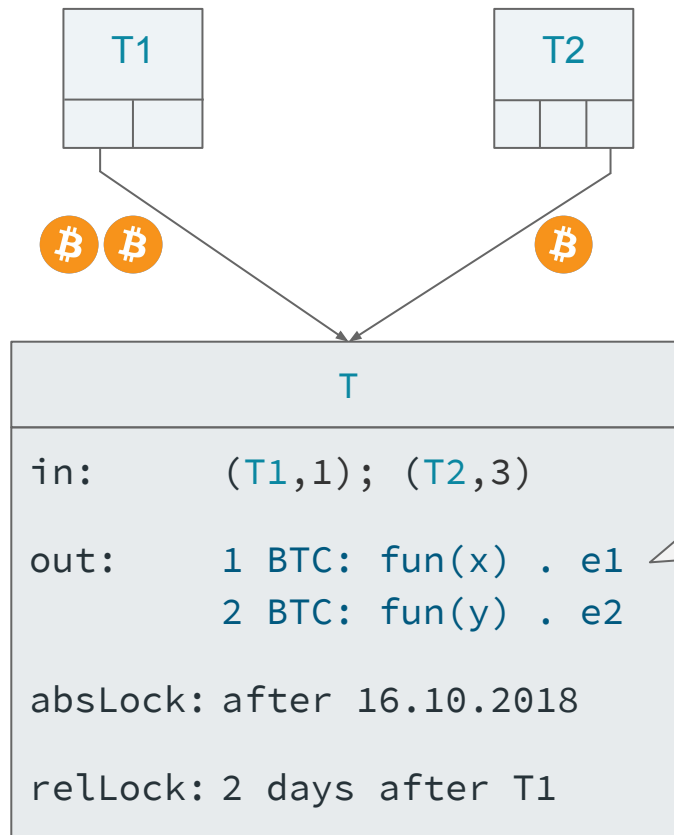 T1
T2
T
in: (T1,1); (T2,3)
out: 1 BTC: fun(x) . e1
2 BTC: fun(y) . e2
absLock: after 16.10.2018
relLock: 2 days after T1